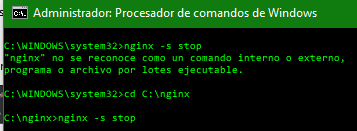 Administrador: Procesador de comandos de Windows
C:\WINDOWS\system32>nginx -s stop
"nginx" no se reconoce como un comando interno o externo,
programa o archivo por lotes ejecutable.
C:\WINDOWS\system32>cd C:\nginx
C:\nginx>nginx -s stop